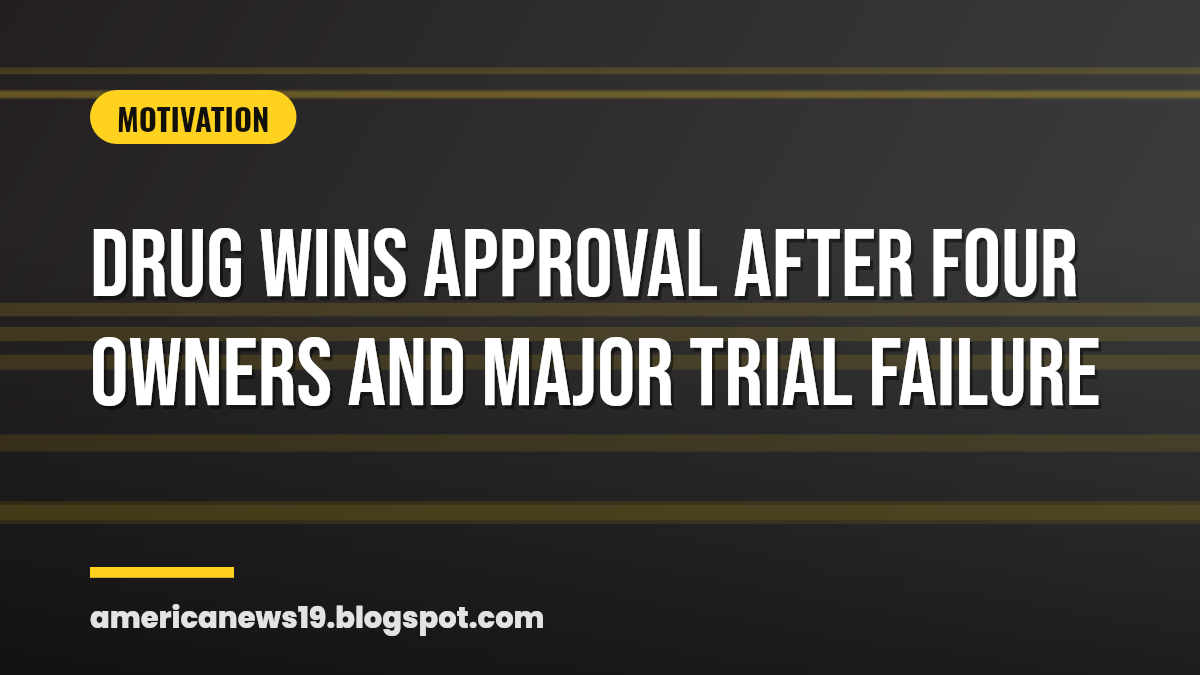 MOTIVATION
DRUG WINS APPROVAL AFTER FOUR
OWNERS AND MAJOR TRIAL FAILURE
americanews19.blogspot.com